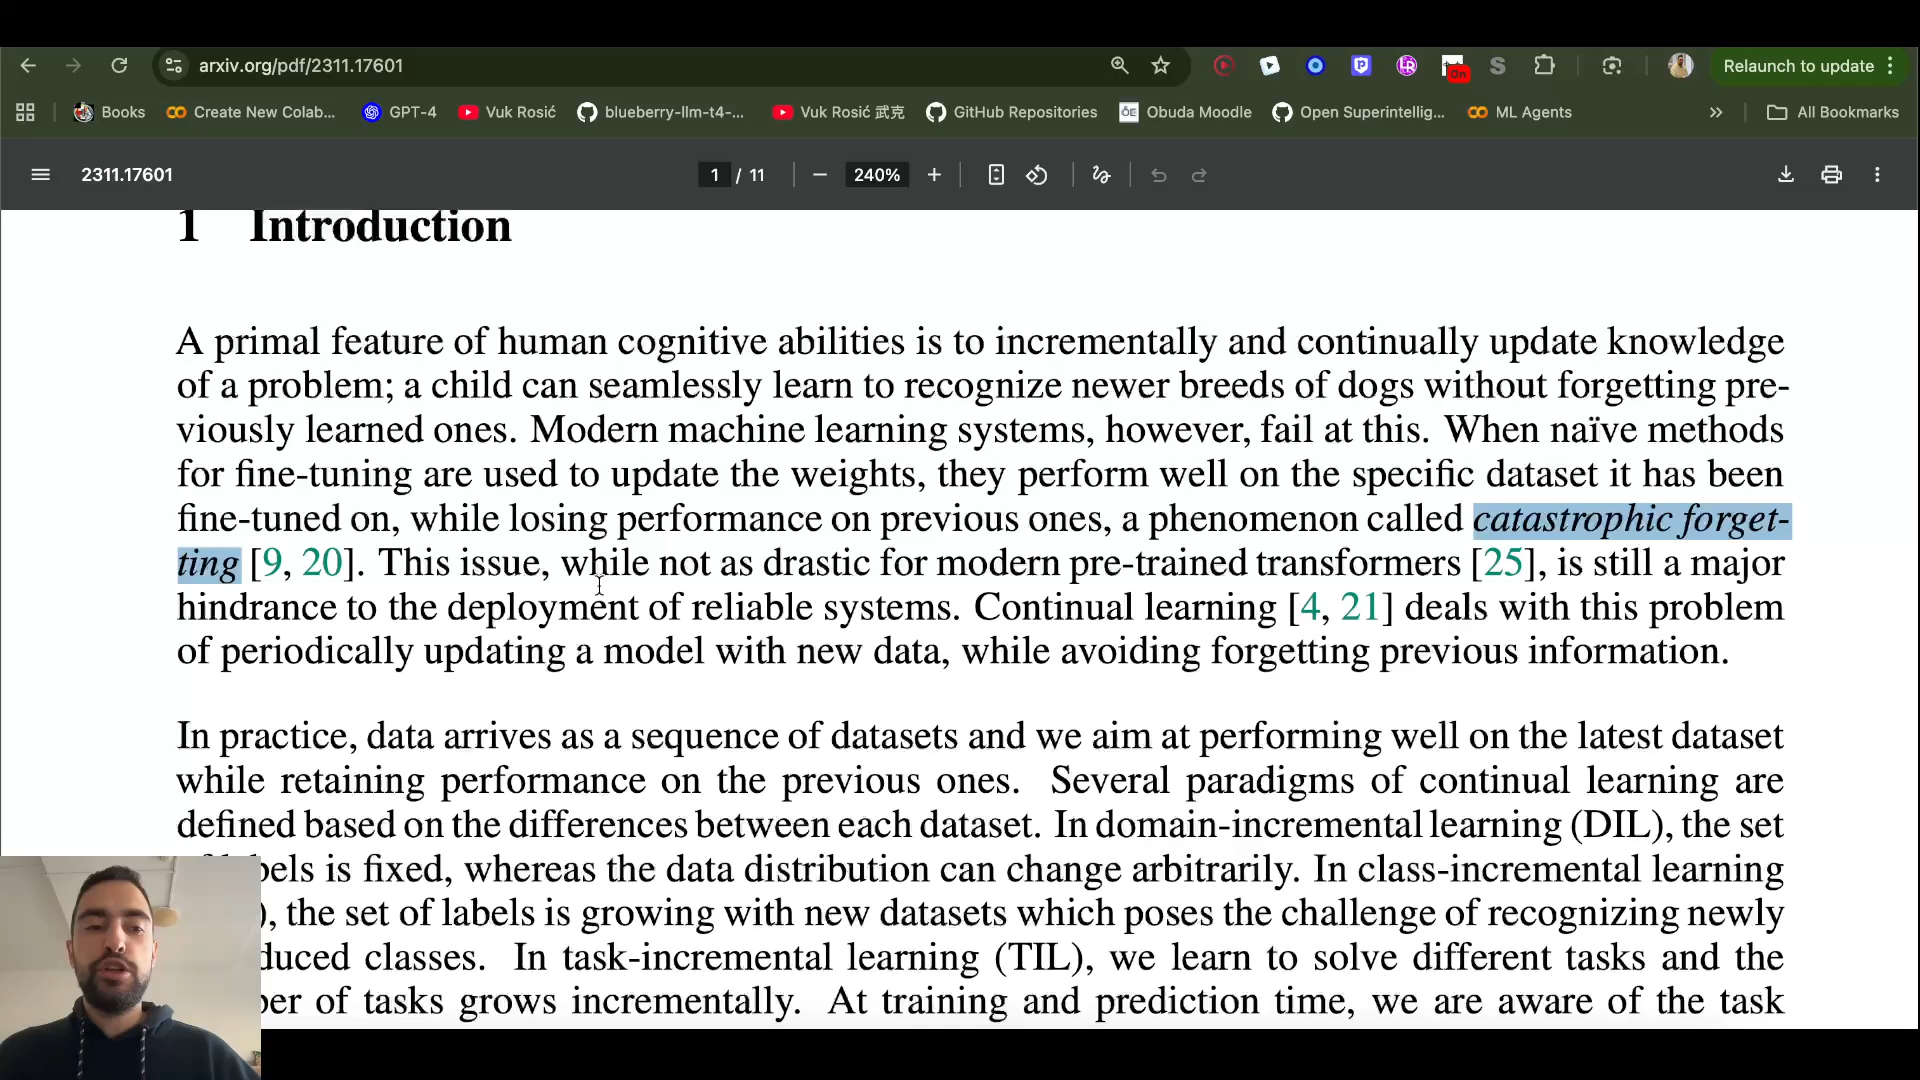 arxiv.org/pdf/2311.17601
On
Relaunch to update
Books
Create New Colab...
GPT-4
Vuk Rosić
blueberry-llm-t4-...
Vuk Rosić 武克
GitHub Repositories
Obuda Moodle
Open Superintellig...
ML Agents
All Bookmarks
2311.17601
1 / 11
240%
1 Introduction
A primal feature of human cognitive abilities is to incrementally and continually update knowledge
of a problem; a child can seamlessly learn to recognize newer breeds of dogs without forgetting pre-
viously learned ones. Modern machine learning systems, however, fail at this. When naïve methods
for fine-tuning are used to update the weights, they perform well on the specific dataset it has been
fine-tuned on, while losing performance on previous ones, a phenomenon called catastrophic forget-
ting [9, 20]. This issue, while not as drastic for modern pre-trained transformers [25], is still a major
hindrance to the deployment of reliable systems. Continual learning [4, 21] deals with this problem
of periodically updating a model with new data, while avoiding forgetting previous information.
In practice, data arrives as a sequence of datasets and we aim at performing well on the latest dataset
while retaining performance on the previous ones. Several paradigms of continual learning are
defined based on the differences between each dataset. In domain-incremental learning (DIL), the set
is fixed, whereas the data distribution can change arbitrarily. In class-incremental learning
), the set of labels is growing with new datasets which poses the challenge of recognizing newly
duced classes. In task-incremental learning (TIL), we learn to solve different tasks and the
ber of tasks grows incrementally. At training and prediction time, we are aware of the task